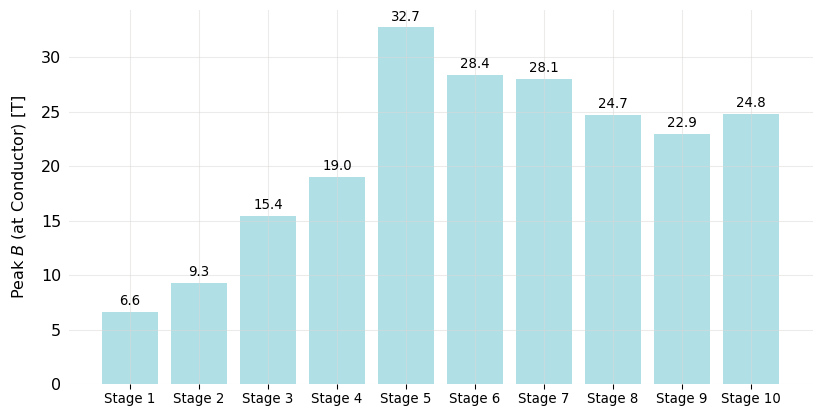 Peak B (at Conductor) [T]
30
25
20
15
10
5
0
6.6
9.3
15.4
19.0
32.7
28.4
28.1
24.7
22.9
24.8
Stage 1
Stage 2
Stage 3
Stage 4
Stage 5
Stage 6
Stage 7
Stage 8
Stage 9
Stage 10